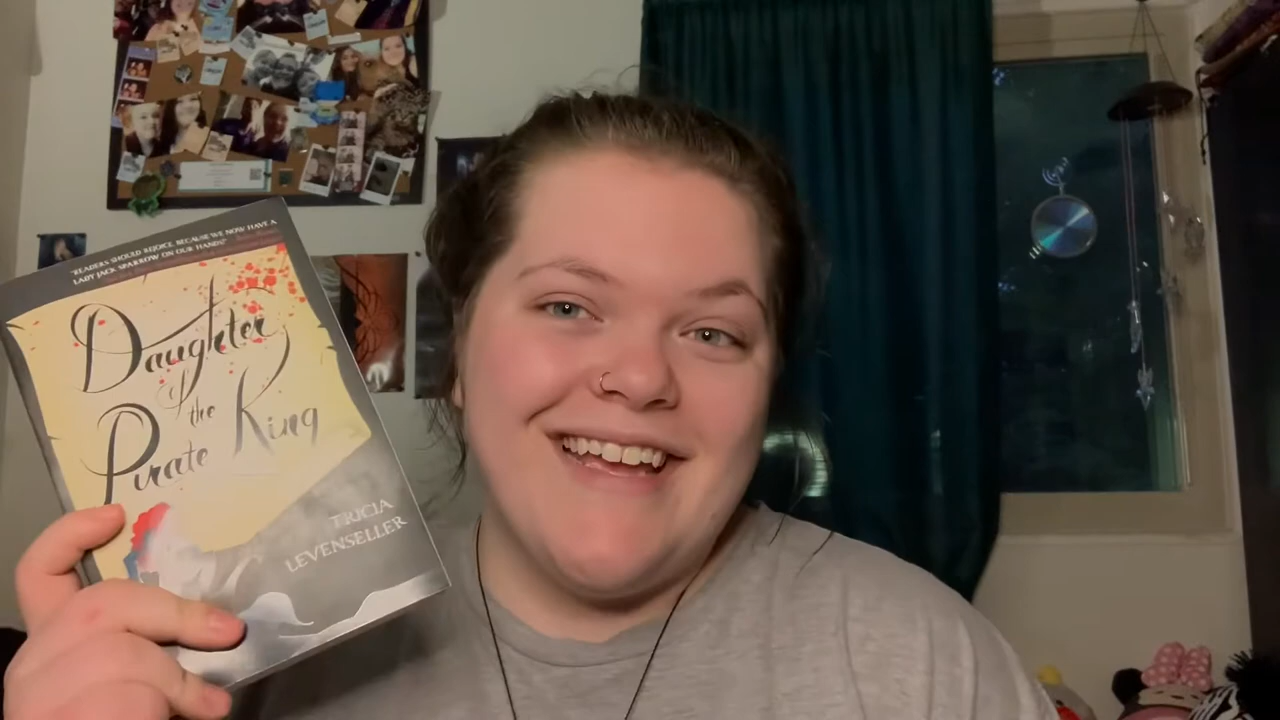 "READERS SHOULD REJOICE, BECAUSE WE NOW HAVE A
LADY JACK SPARROW ON OUR HANDS!"
Daughter
of
the
Pirate King
TRICIA
LEVENSELLER